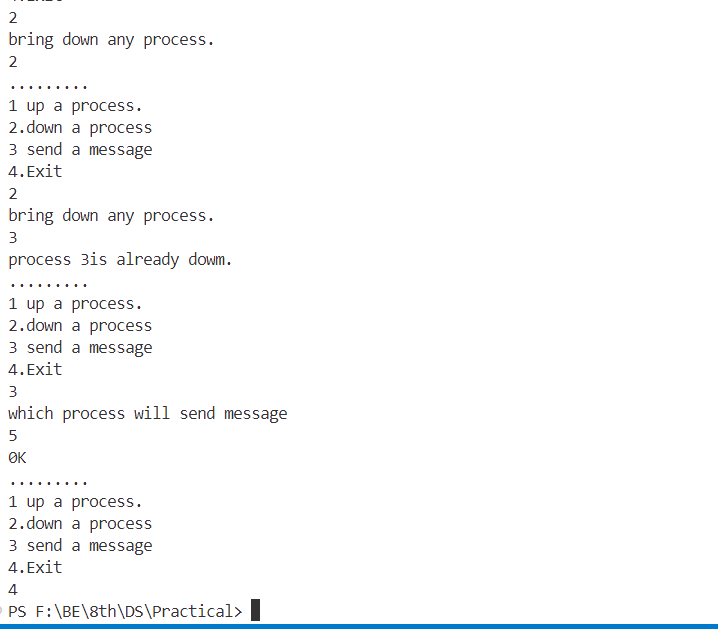 2
bring down any process.
2
.........
1 up a process.
2.down a process
3 send a message
4.Exit
2
bring down any process.
3
process 3is already dowm.
.........
1 up a process.
2.down a process
3 send a message
4.Exit
3
which process will send message
5
0K
.........
1 up a process.
2.down a process
3 send a message
4.Exit
4
PS F:\BE\8th\DS\Practical>